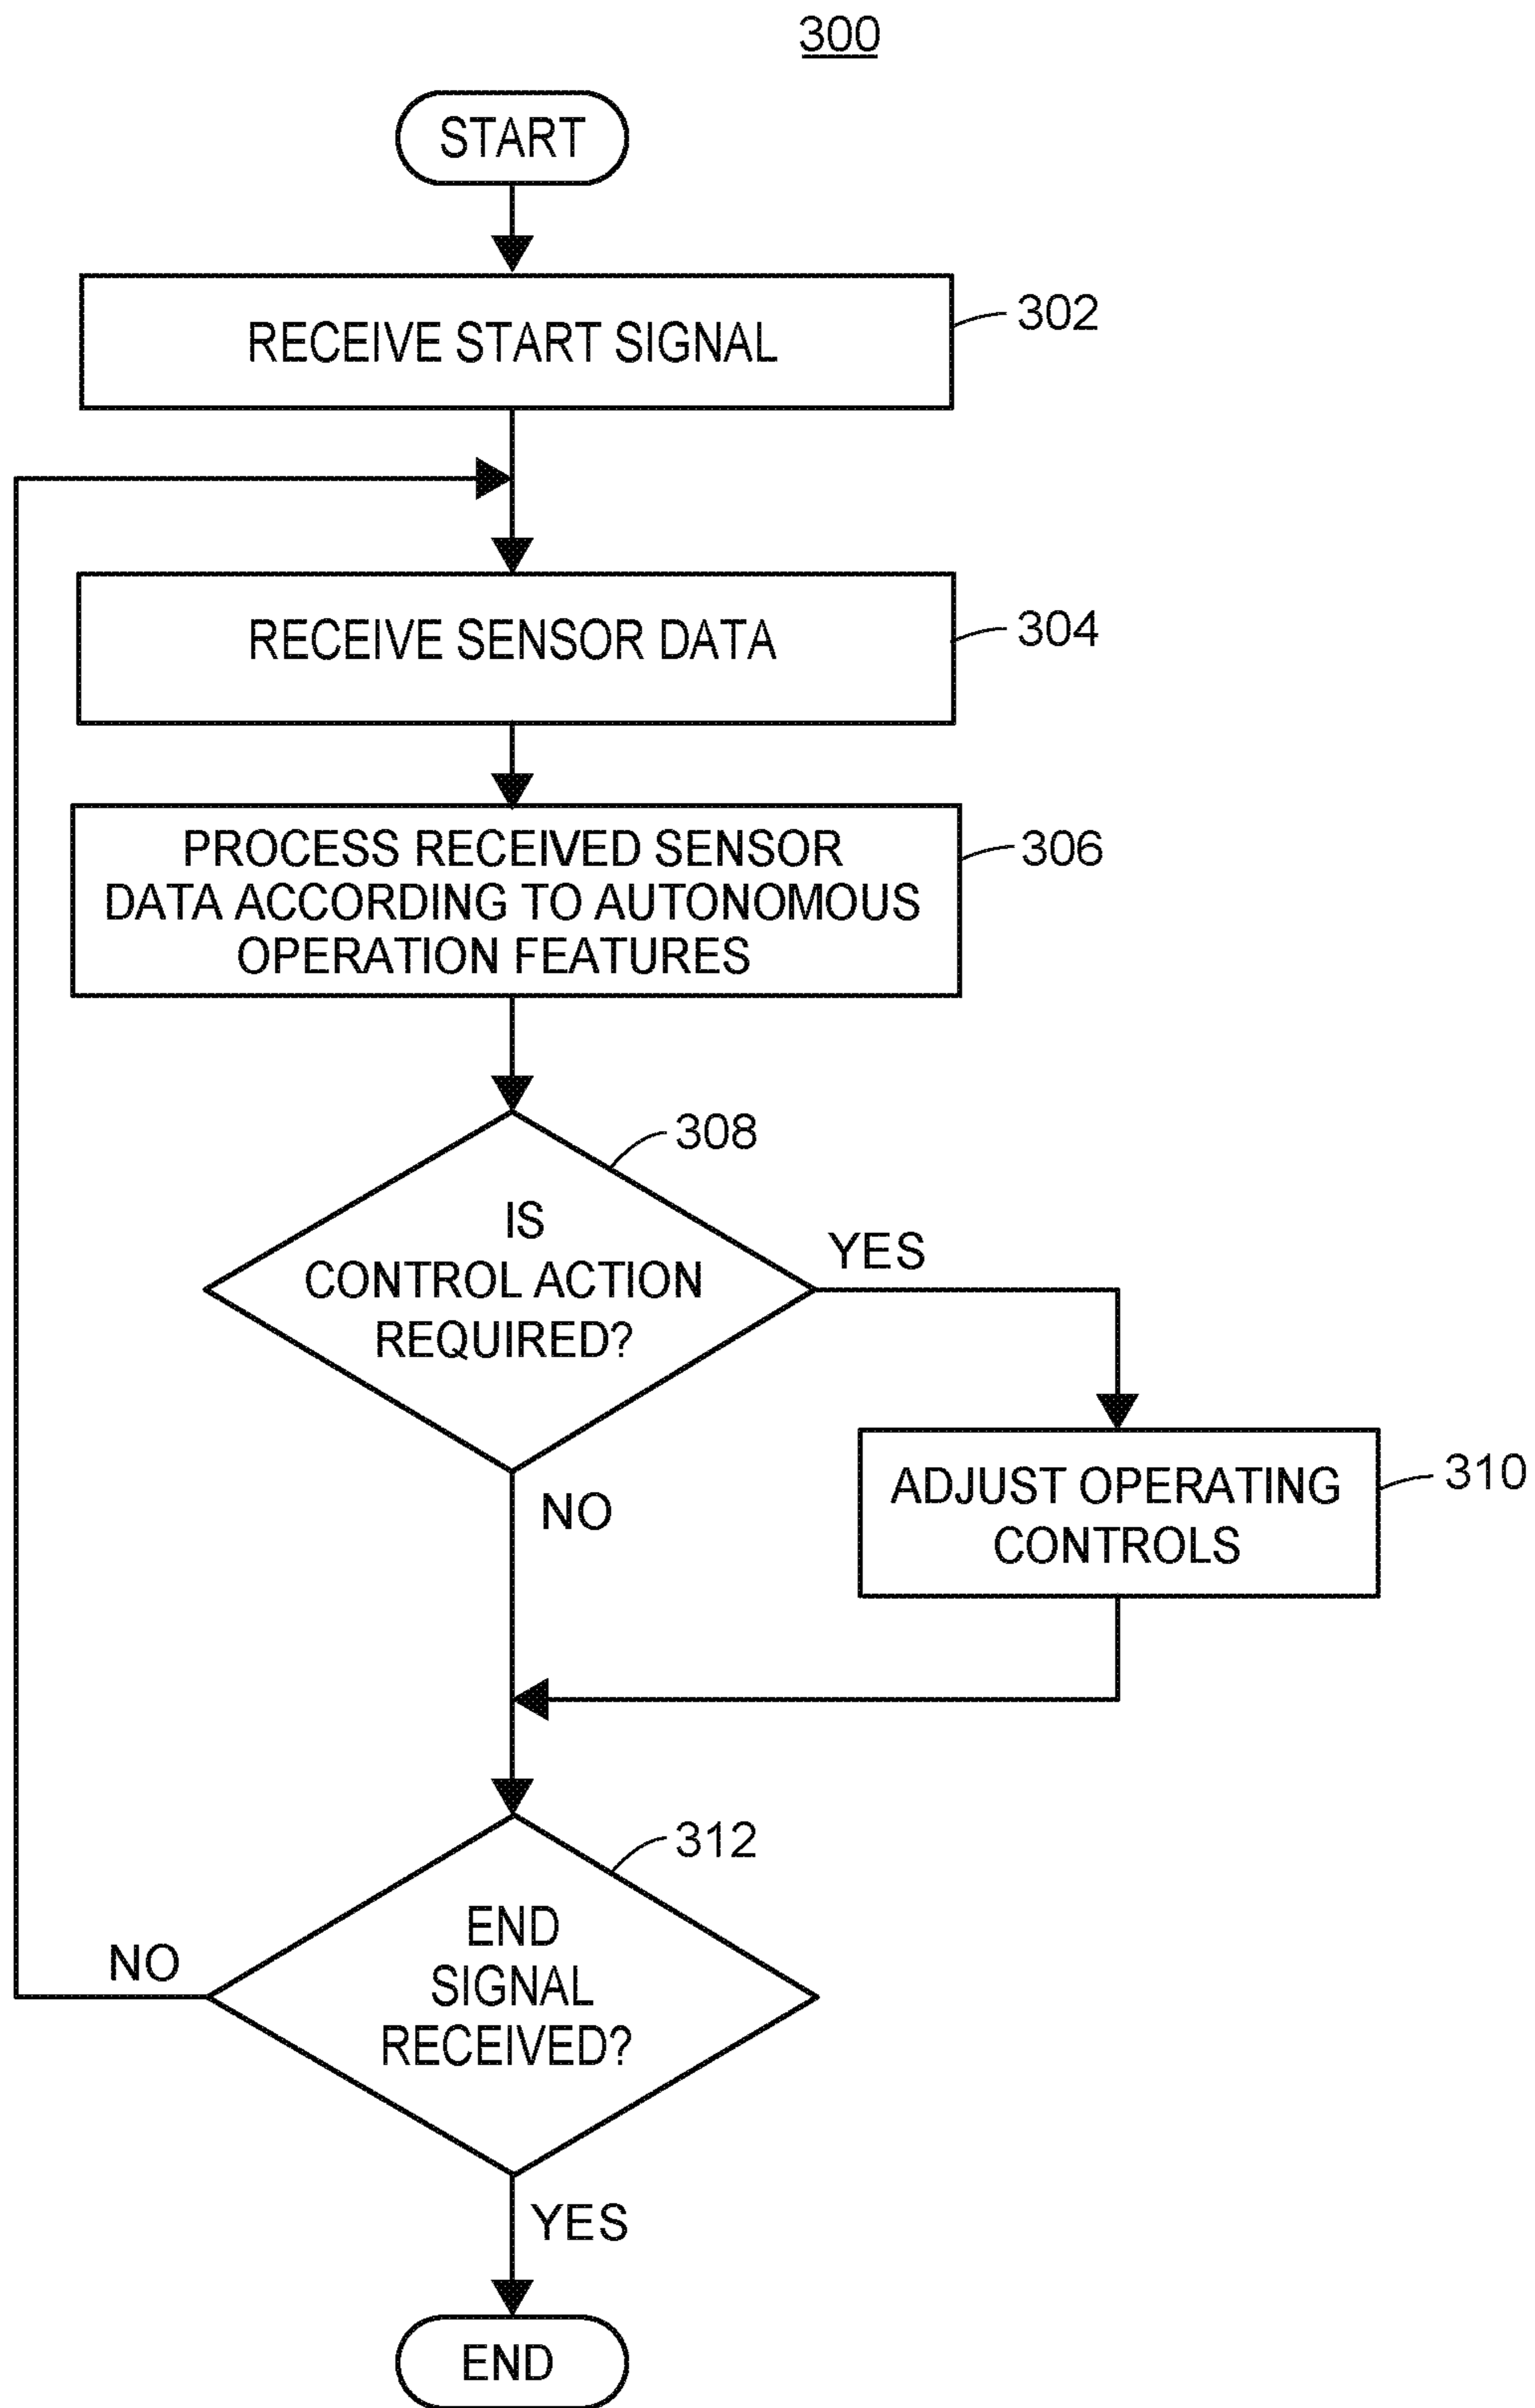 300
START
RECEIVE START SIGNAL
302
RECEIVE SENSOR DATA
304
PROCESS RECEIVED SENSOR
DATA ACCORDING TO AUTONOMOUS
OPERATION FEATURES
306
308
IS
CONTROL ACTION
REQUIRED?
YES
NO
ADJUST OPERATING
CONTROLS
310
312
END
SIGNAL
RECEIVED?
NO
YES
END